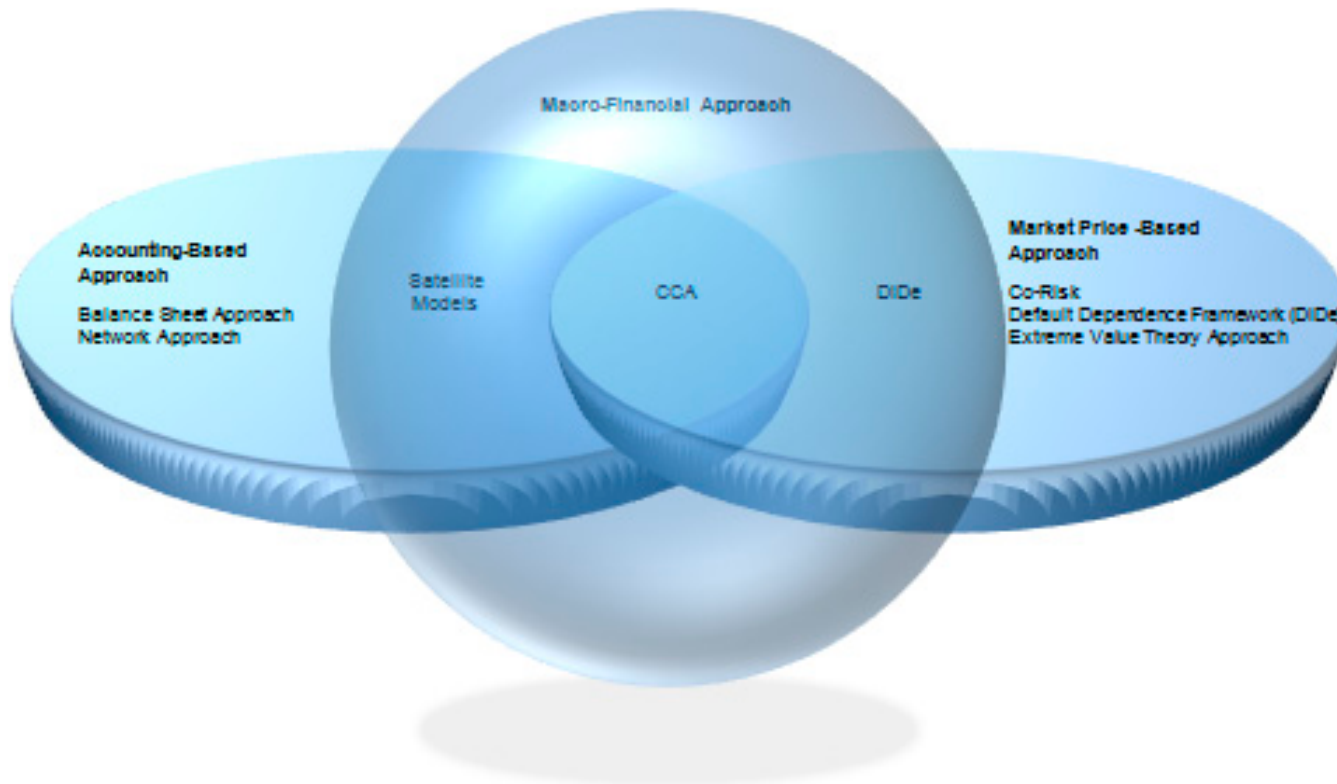 Macro-Financial Approach
Accounting-Based
Approach
Balance Sheet Approach
Network Approach
Satellite
Models
CCA
DIDe
Market Price -Based
Approach
Co-Risk
Default Dependence Framework (DIDe
Extreme Value Theory Approach